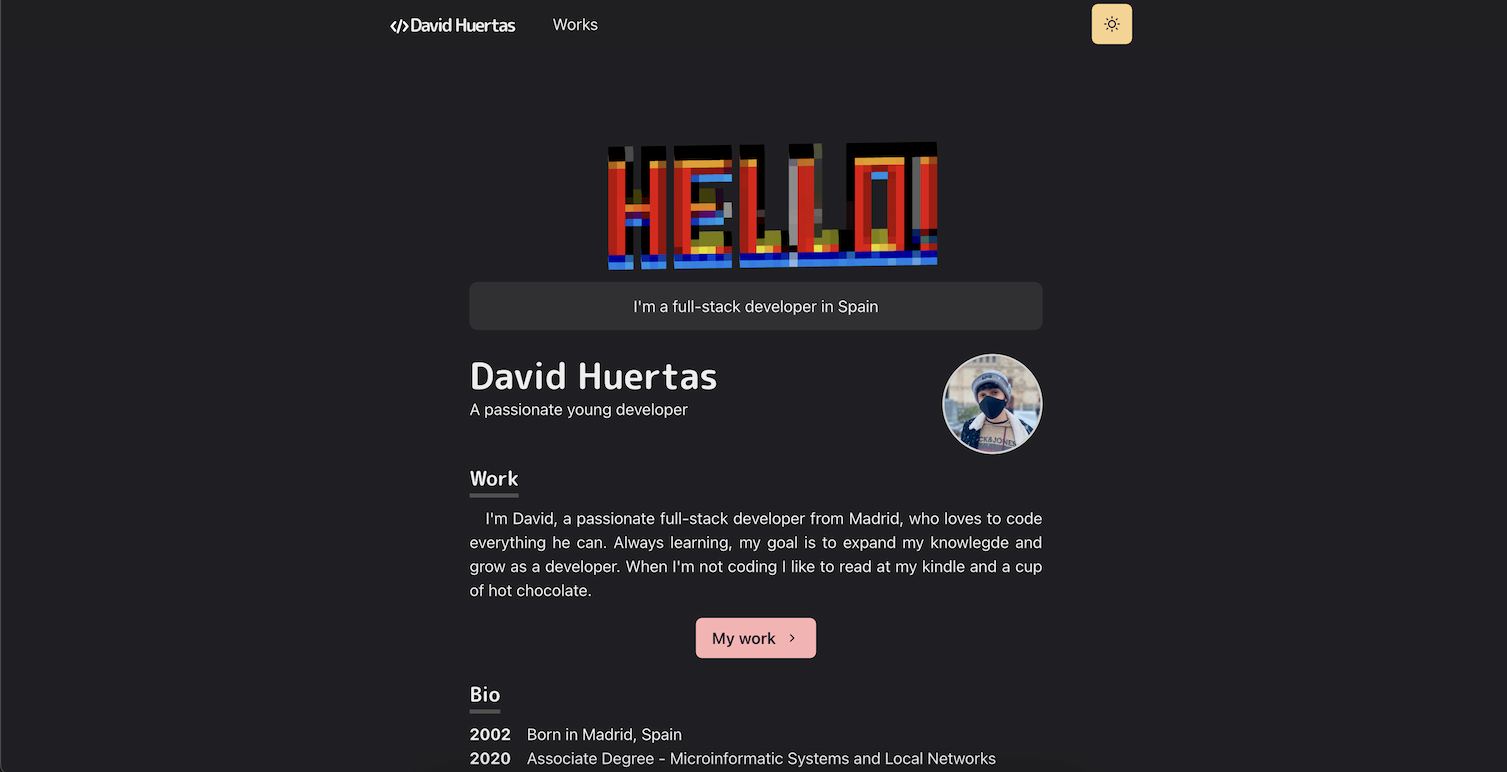 </>David Huertas
Works
HELLO!
I'm a full-stack developer in Spain
David Huertas
A passionate young developer
CK&JONES
Work
I'm David, a passionate full-stack developer from Madrid, who loves to code
everything he can. Always learning, my goal is to expand my knowlegde and
grow as a developer. When I'm not coding I like to read at my kindle and a cup
of hot chocolate.
My work >
Bio
2002 Born in Madrid, Spain
2020 Associate Degree - Microinformatic Systems and Local Networks